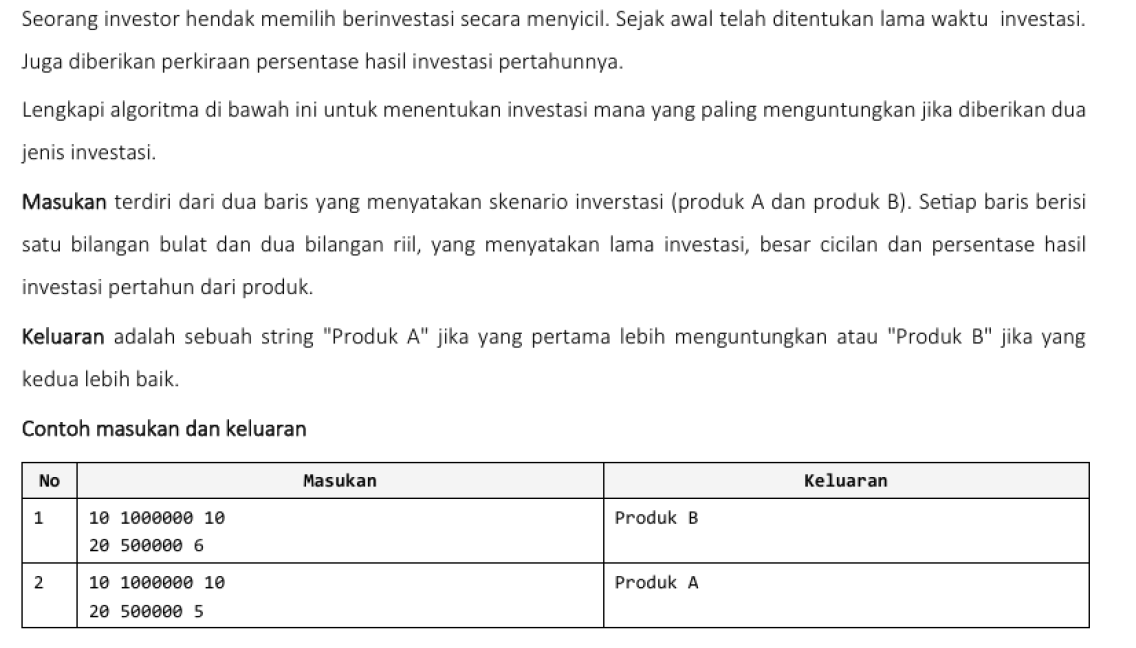 Seorang investor hendak memilih berinvestasi secara menyicil. Sejak awal telah ditentukan lama waktu investasi.
Juga diberikan perkiraan persentase hasil investasi pertahunnya.
Lengkapi algoritma di bawah ini untuk menentukan investasi mana yang paling menguntungkan jika diberikan dua
jenis investasi.
Masukan terdiri dari dua baris yang menyatakan skenario inverstasi (produk A dan produk B). Setiap baris berisi
satu bilangan bulat dan dua bilangan riil, yang menyatakan lama investasi, besar cicilan dan persentase hasil
investasi pertahun dari produk.
Keluaran adalah sebuah string "Produk A" jika yang pertama lebih menguntungkan atau "Produk B" jika yang
kedua lebih baik.
Contoh masukan dan keluaran
No Masukan Keluaran
1 10 1000000 10 Produk B
20 500000 6
2 10 1000000 10 Produk A
20 500000 5